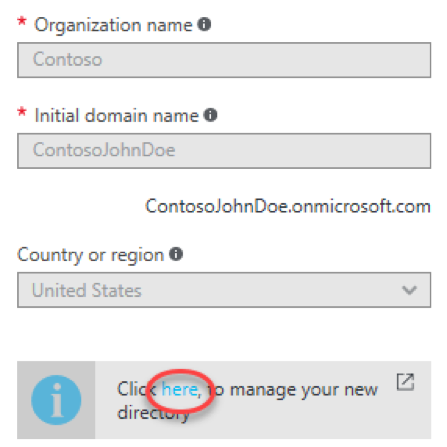 * Organization name
Contoso
* Initial domain name
ContosoJohnDoe
ContosoJohnDoe.onmicrosoft.com
Country or region
United States
Click here, to manage your new
directory